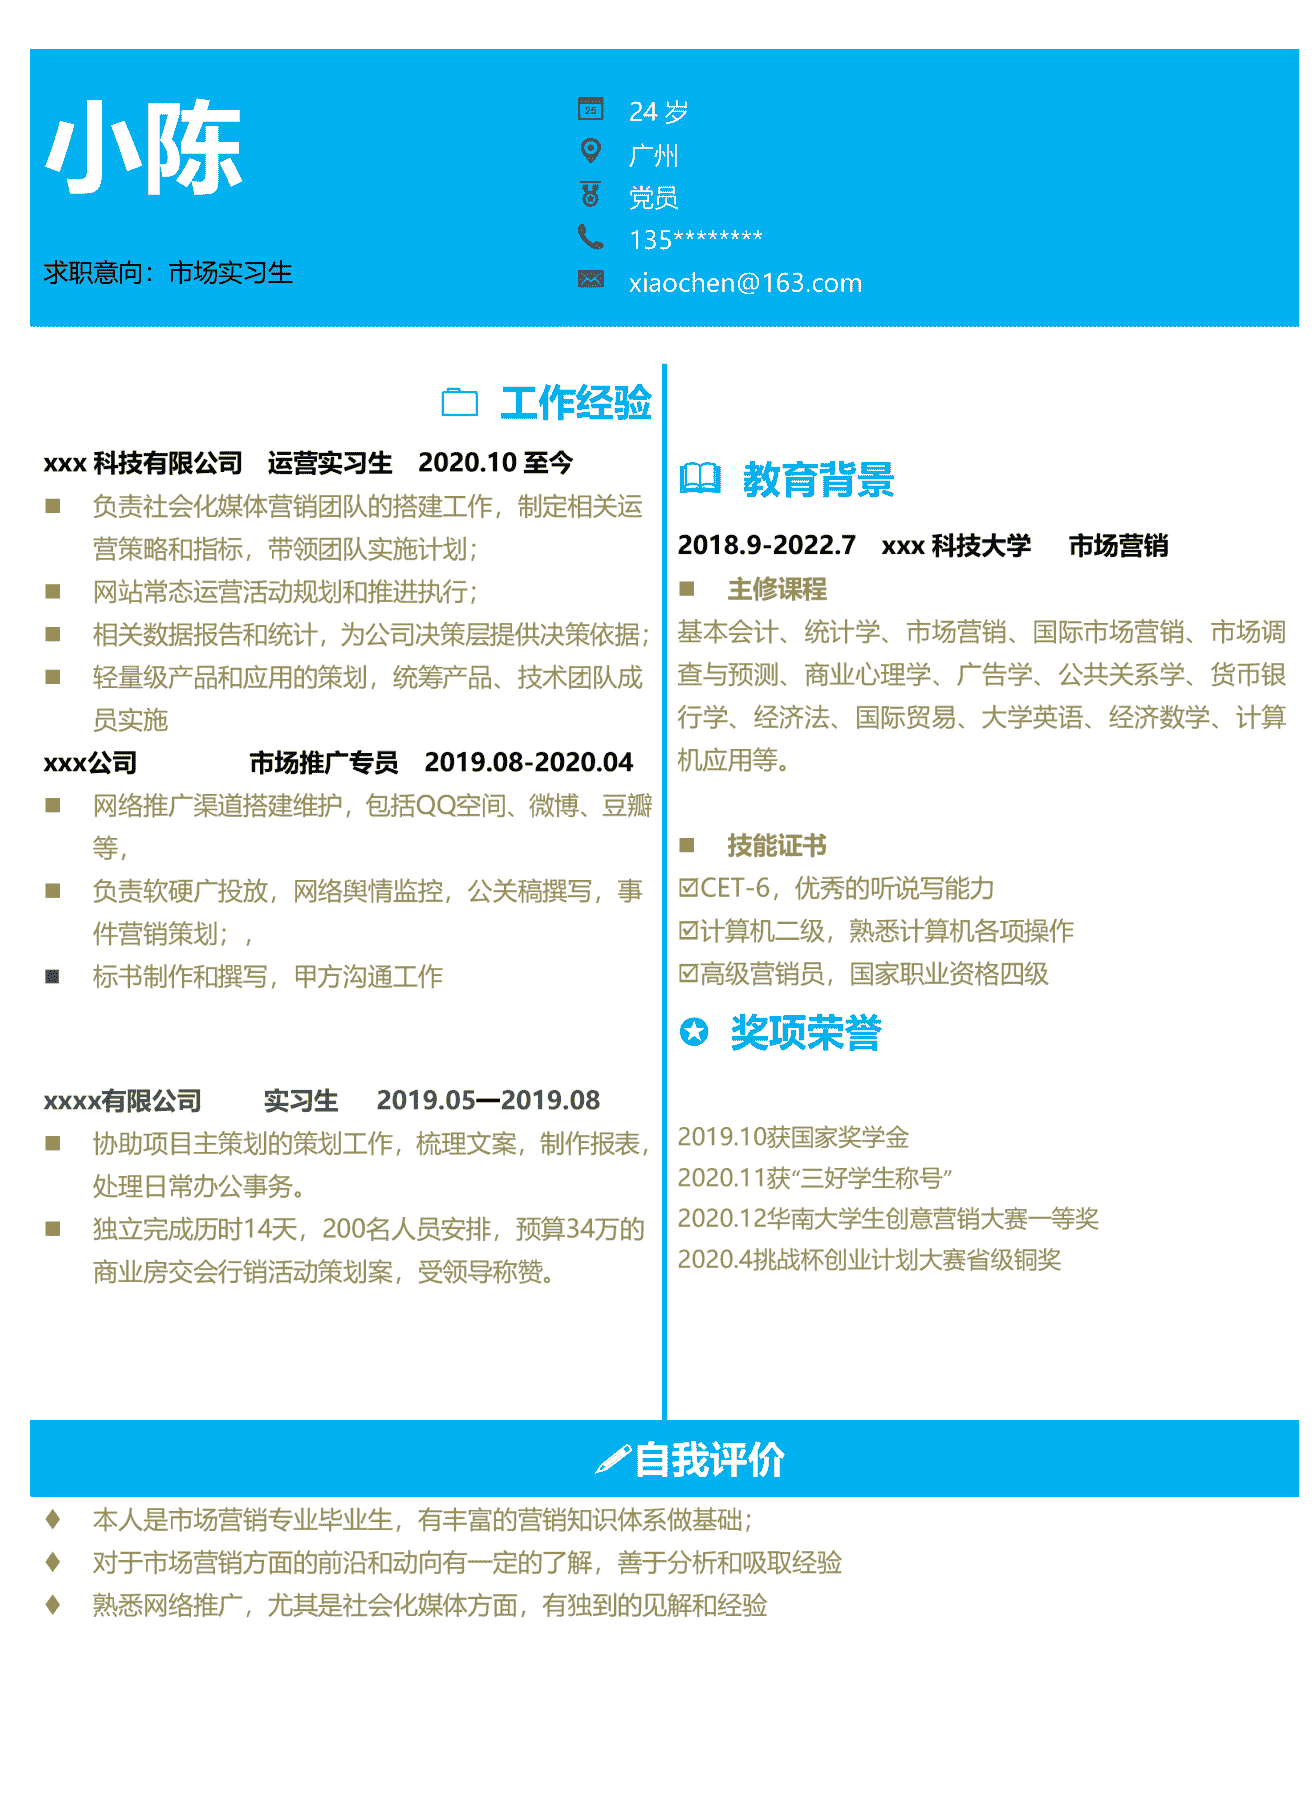 小陈
求职意向：市场实习生
25
24 岁
广州
党员
135********
xiaochen@163.com
工作经验
xxx 科技有限公司 运营实习生 2020.10 至今
■ 负责社会化媒体营销团队的搭建工作，制定相关运
营策略和指标，带领团队实施计划；
■ 网站常态运营活动规划和推进执行；
■ 相关数据报告和统计，为公司决策层提供决策依据；
■ 轻量级产品和应用的策划，统筹产品、技术团队成
员实施
xxx公司 市场推广专员 2019.08-2020.04
■ 网络推广渠道搭建维护，包括QQ空间、微博、豆瓣
等，
■ 负责软硬广投放，网络舆情监控，公关稿撰写，事
件营销策划；，
■ 标书制作和撰写，甲方沟通工作
xxxx有限公司 实习生 2019.05—2019.08
■ 协助项目主策划的策划工作，梳理文案，制作报表，
处理日常办公事务。
■ 独立完成历时14天，200名人员安排，预算34万的
商业房交会行销活动策划案，受领导称赞。
教育背景
2018.9-2022.7 xxx 科技大学 市场营销
■ 主修课程
基本会计、统计学、市场营销、国际市场营销、市场调
查与预测、商业心理学、广告学、公共关系学、货币银
行学、经济法、国际贸易、大学英语、经济数学、计算
机应用等。
■ 技能证书
☑CET-6，优秀的听说写能力
☑计算机二级，熟悉计算机各项操作
☑高级营销员，国家职业资格四级
奖项荣誉
2019.10获国家奖学金
2020.11获“三好学生称号”
2020.12华南大学生创意营销大赛一等奖
2020.4挑战杯创业计划大赛省级铜奖
自我评价
♦ 本人是市场营销专业毕业生，有丰富的营销知识体系做基础；
♦ 对于市场营销方面的前沿和动向有一定的了解，善于分析和吸取经验
♦ 熟悉网络推广，尤其是社会化媒体方面，有独到的见解和经验